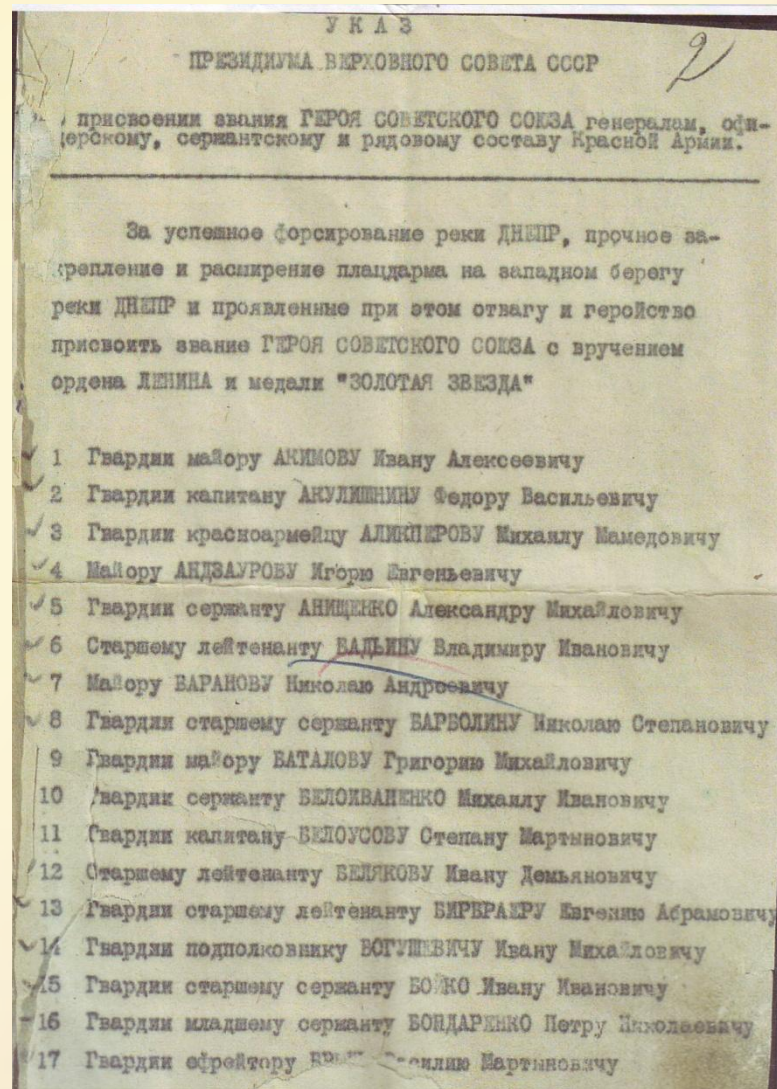 УКАЗ
ПРЕЗИДИУМА ВЕРХОВНОГО СОВЕТА СССР
2
присвоении звания ГЕРОЯ СОВЕТСКОГО СОЮЗА генералам, офи-
церскому, сержантскому и рядовому составу Красной Армии.
За успешное форсирование реки ДНЕПР, прочное за-
крепление и расширение плацдарма на западном берегу
реки ДНЕПР и проявленные при этом отвагу и геройство
присвоить звание ГЕРОЯ СОВЕТСКОГО СОЮЗА с вручением
ордена ЛЕНИНА и медали "ЗОЛОТАЯ ЗВЕЗДА"
1 Гвардии майору АКИМОВУ Ивану Алексеевичу
2 Гвардии капитану АКУЛИШНИНУ Федору Васильевичу
3 Гвардии красноармейцу АЛИКПЕРОВУ Михаилу Мамедовичу
4 Майору АНДЗАУРОВУ Игорю Евгеньевичу
5 Гвардии сержанту АНИЩЕНКО Александру Михайловичу
6 Старшему лейтенанту БАДЬИНУ Владимиру Ивановичу
7 Майору БАРАНОВУ Николаю Андреевичу
8 Гвардии старшему сержанту БАРБОЛИНУ Николаю Степановичу
9 Гвардии майору БАТАЛОВУ Григорию Михайловичу
10 Гвардии сержанту БЕЛОИВАНЕНКО Михаилу Ивановичу
11 Гвардии капитану БЕЛОУСОВУ Степану Мартыновичу
12 Старшему лейтенанту БЕЛЯКОВУ Ивану Демьяновичу
13 Гвардии старшему лейтенанту БИРБРАЕРУ Евгению Абрамовичу
14 Гвардии подполковнику БОГУШЕВИЧУ Ивану Михайловичу
15 Гвардии старшему сержанту БОЙКО Ивану Ивановичу
16 Гвардии младшему сержанту БОНДАРЕНКО Петру Николаевичу
17 Гвардии ефрейтору Василию Мартыновичу